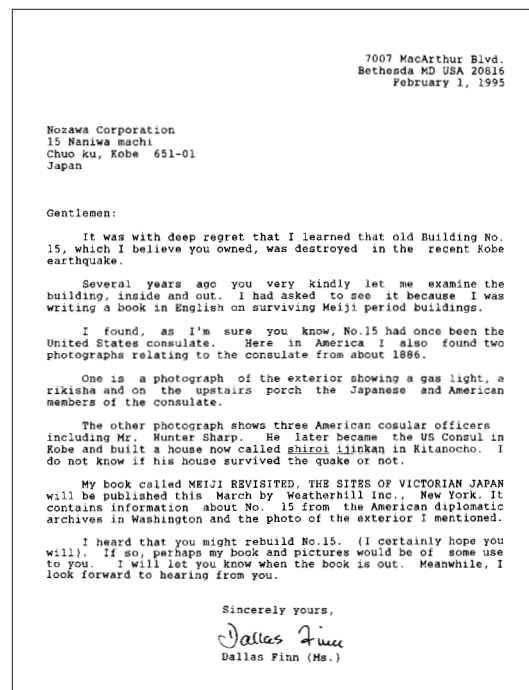 7007 MacArthur Blvd.
Bethesda MD USA 20816
February 1, 1995
Nozawa Corporation
15 Naniwa machi
Chuo ku, Kobe 651-01
Japan
Gentlemen:
It was with deep regret that I learned that old Building No.
15, which I believe you owned, was destroyed in the recent Kobe
earthquake.
Several years ago you very kindly let me examine the
building, inside and out. I had asked to see it because I was
writing a book in English on surviving Meiji period buildings.
I found, as I'm sure you know, No.15 had once been the
United States consulate. Here in America I also found two
photographs relating to the consulate from about 1886.
One is a photograph of the exterior showing a gas light, a
rikisha and on the upstairs porch the Japanese and American
members of the consulate.
The other photograph shows three American cosular officers
including Mr. Hunter Sharp. He later became the US Consul in
Kobe and built a house now called shiroi ijinkan in Kitanocho. I
do not know if his house survived the quake or not.
My book called MEIJI REVISITED, THE SITES OF VICTORIAN JAPAN
will be published this March by Weatherhill Inc., New York. It
contains information about No. 15 from the American diplomatic
archives in Washington and the photo of the exterior I mentioned.
I heard that you might rebuild No.15. (I certainly hope you
will). If so, perhaps my book and pictures would be of some use
to you. I will let you know when the book is out. Meanwhile, I
look forward to hearing from you.
Sincerely yours,
Dallas Finn
Dallas Finn (Ms.)